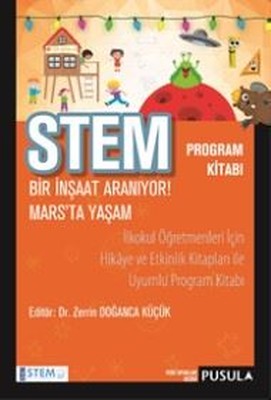 STEM
PROGRAM
KİTABI
BİR İNŞAAT ARANIYOR!
MARS'TA YAŞAM
İlkokul Öğretmenleri İçin
Hikâye ve Etkinlik Kitapları ile
Uyumlu Program Kitabı
Editör: Dr. Zerrin DOĞANCA KÜÇÜK
STEM
PUSULA